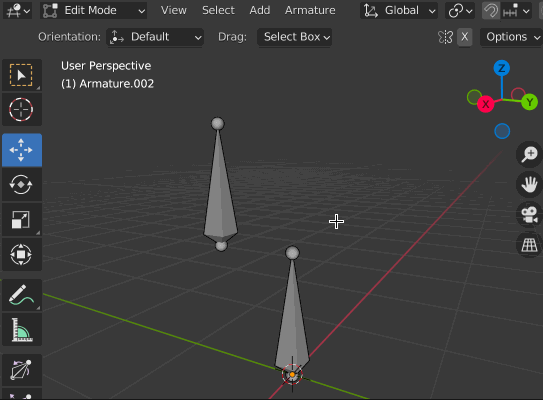 Edit Mode View Select Add Armature Global
Orientation: Default Drag: Select Box X Options
User Perspective
(1) Armature.002
Z
Y
X